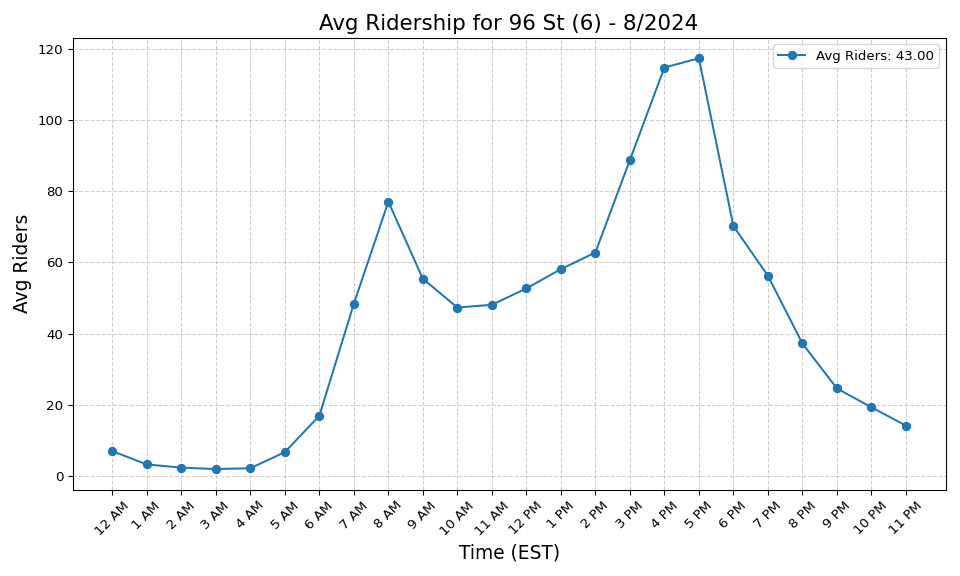 Avg Ridership for 96 St (6) - 8/2024
Avg Riders: 43.00
Avg Riders
120
100
80
60
40
20
0
12 AM 1 AM 2 AM 3 AM 4 AM 5 AM 6 AM 7 AM 8 AM 9 AM 10 AM 11 AM 12 PM 1 PM 2 PM 3 PM 4 PM 5 PM 6 PM 7 PM 8 PM 9 PM 10 PM 11 PM
Time (EST)